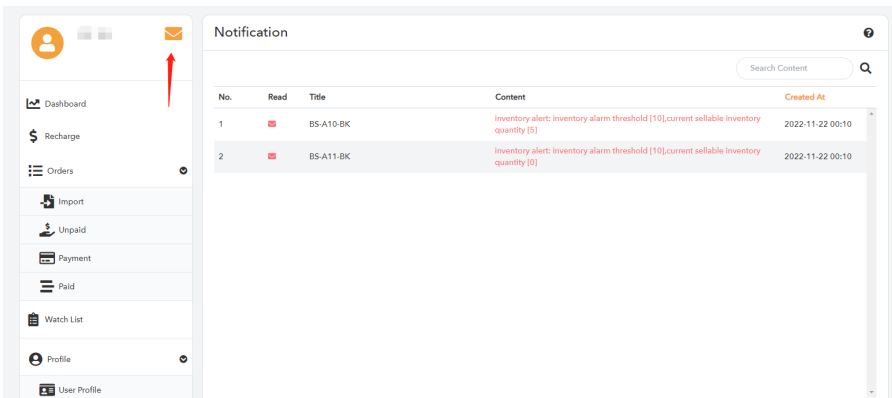 Notification
Search Content
Dashboard
Recharge
Orders
Import
Unpaid
Payment
Paid
Watch List
Profile
User Profile
No. Read Title Content Created At
1 BS-A10-BK inventory alert: inventory alarm threshold [10],current sellable inventory 2022-11-22 00:10
quantity [5]
2 BS-A11-BK inventory alert: inventory alarm threshold [10],current sellable inventory 2022-11-22 00:10
quantity [0]